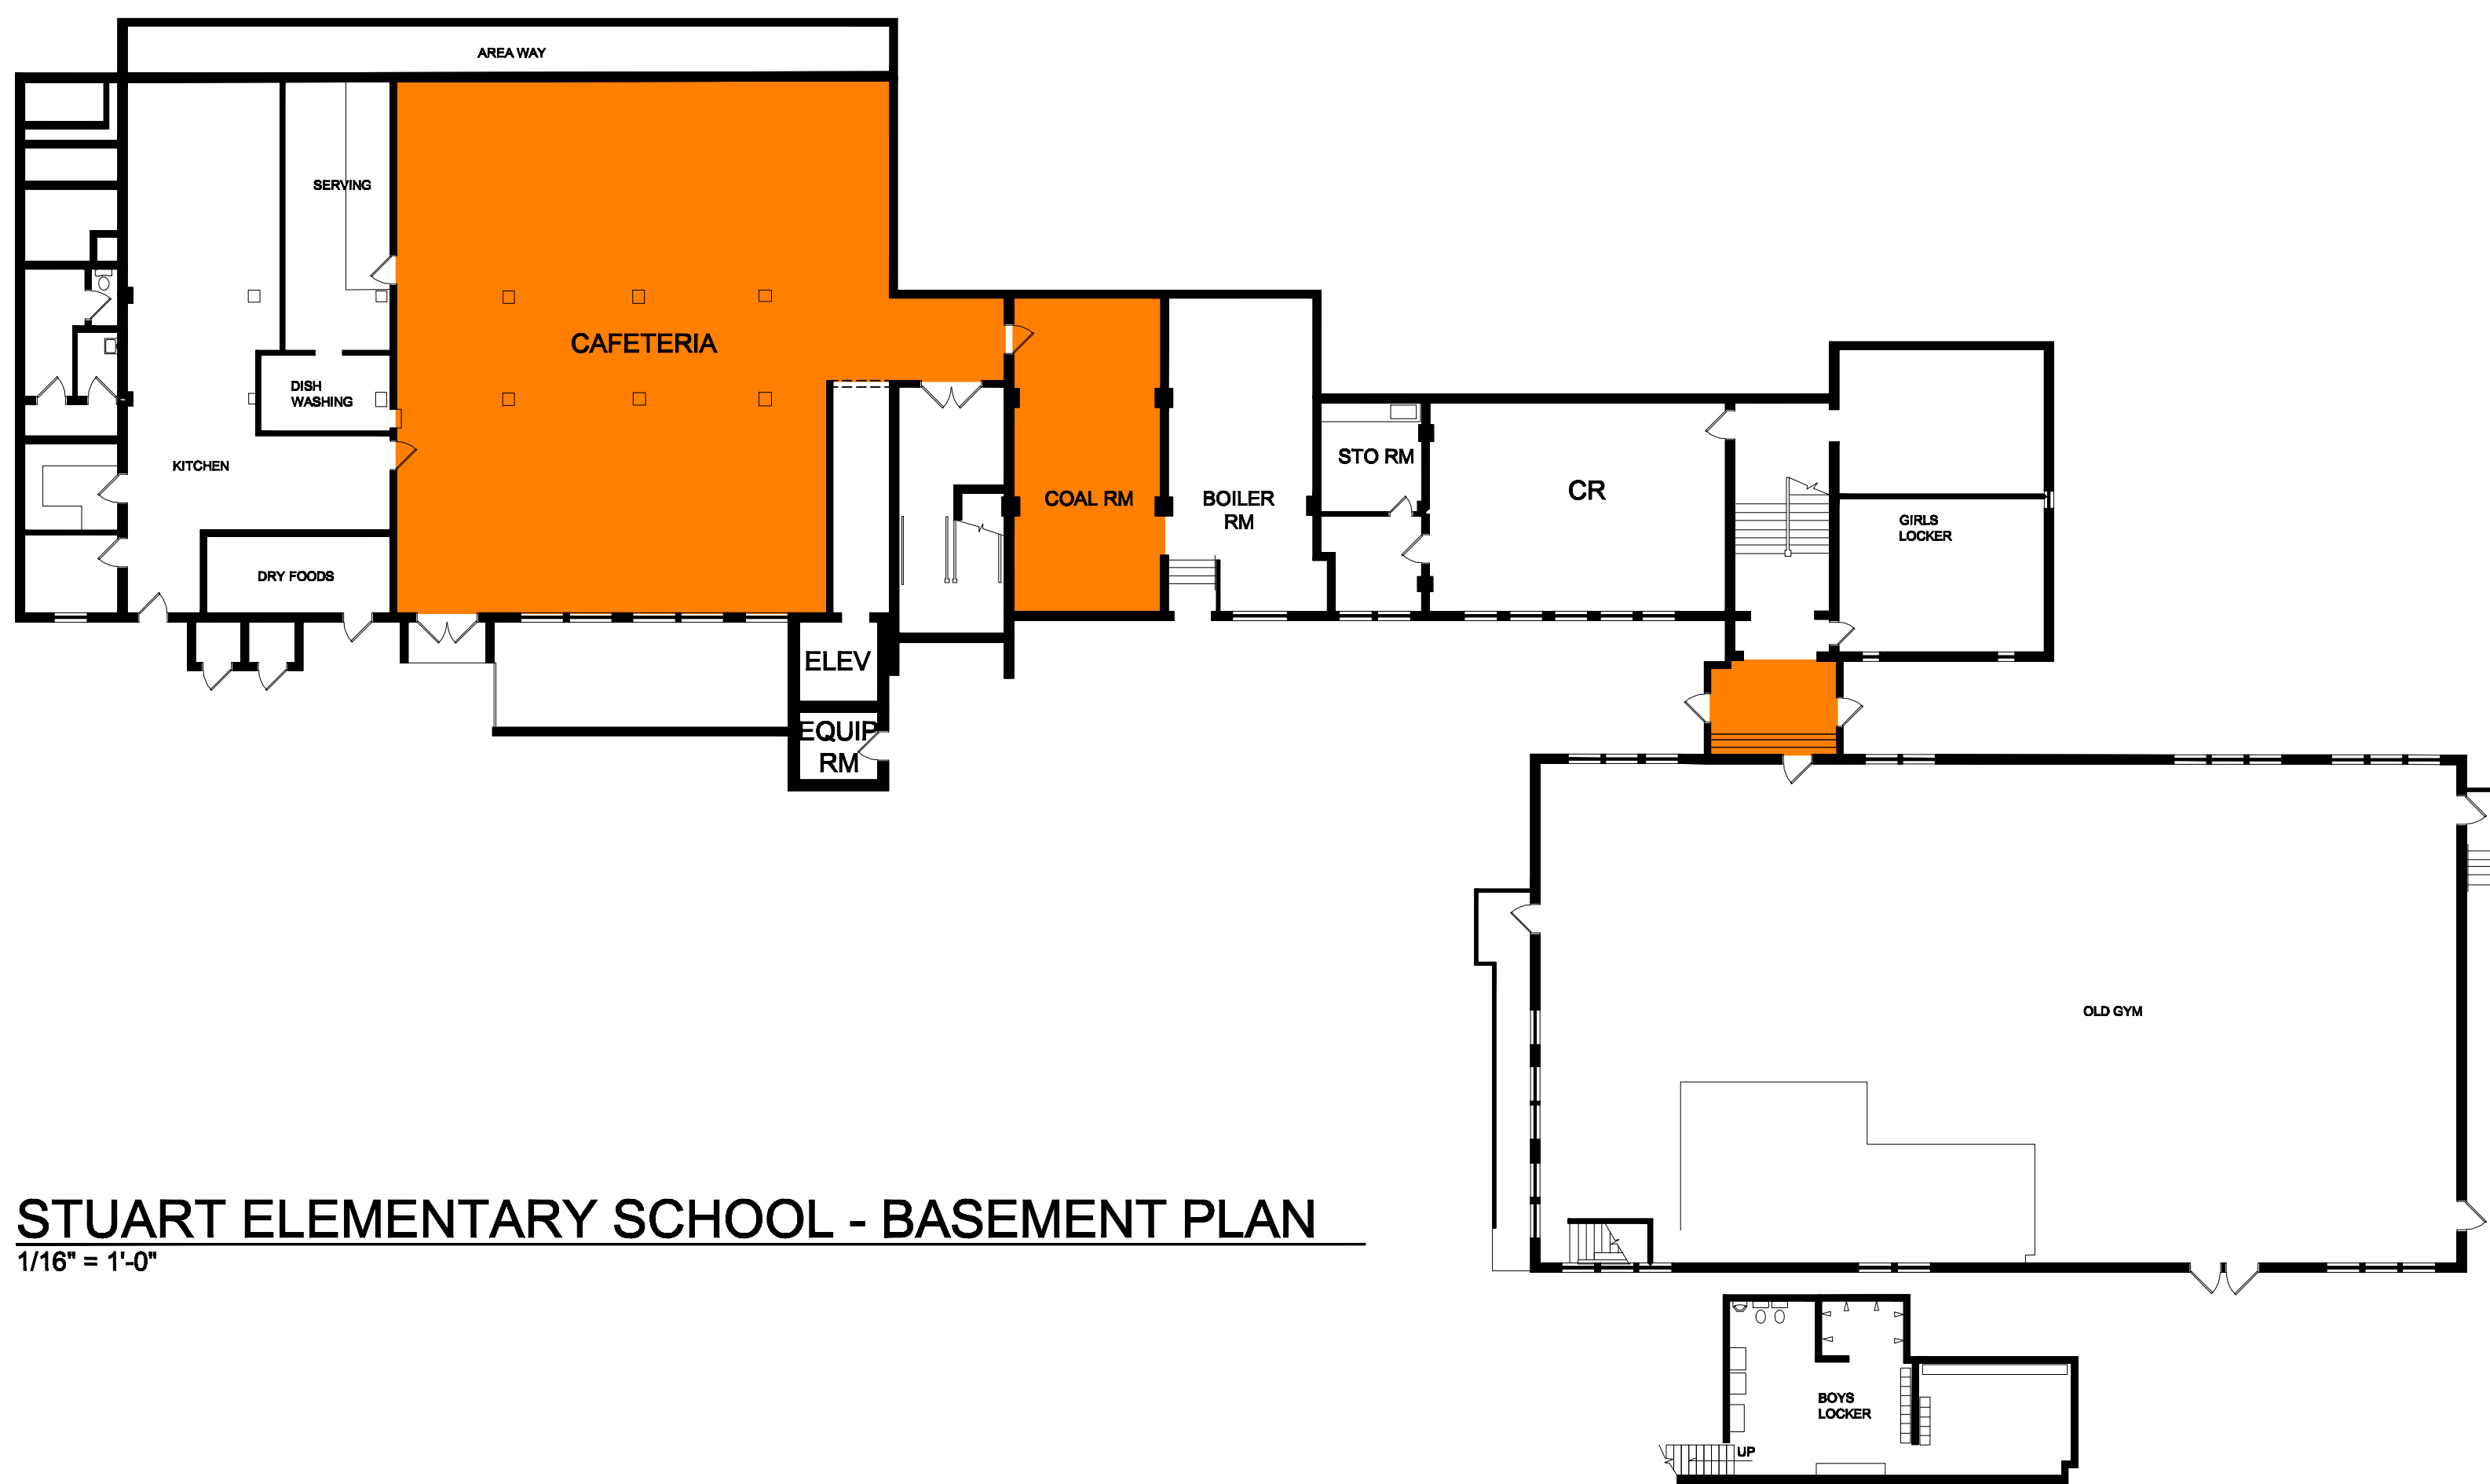 AREA WAY
SERVING
CAFETERIA
DISH
WASHING
KITCHEN
DRY FOODS
COAL RM
BOILER
RM
STO RM
CR
GIRLS
LOCKER
ELEV
EQUIP
RM
OLD GYM
STUART ELEMENTARY SCHOOL - BASEMENT PLAN
1/16" = 1'-0"
BOYS
LOCKER
UP